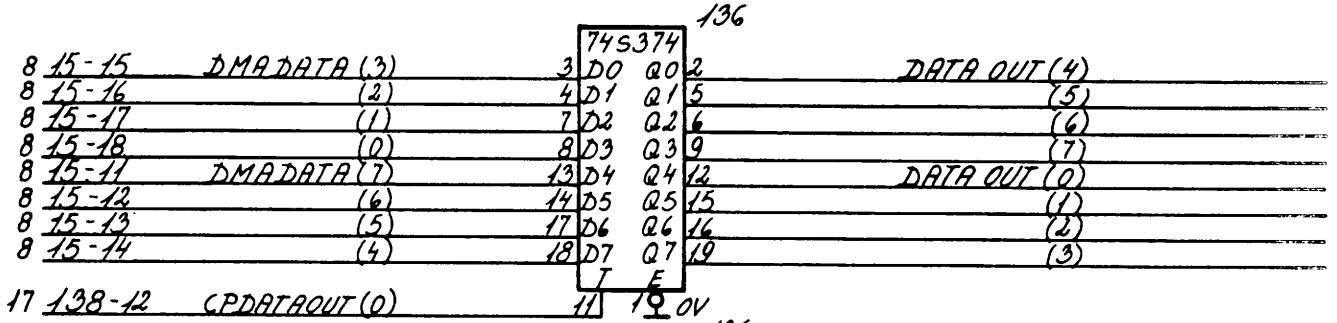 136
74S374
8 15-15 DMADATA (3) 3 D0 Q0 2 DATA OUT (4)
8 15-16 (2) 4 D1 Q1 5 (5)
8 15-17 (1) 7 D2 Q2 6 (6)
8 15-18 (0) 8 D3 Q3 9 (7)
8 15-11 DMADATA (7) 13 D4 Q4 12 DATA OUT (0)
8 15-12 (6) 14 D5 Q5 15 (1)
8 15-13 (5) 17 D6 Q6 16 (2)
8 15-14 (4) 18 D7 Q7 19 (3)
T E
17 138-12 CPDATAOUT (0) 11 1 0V